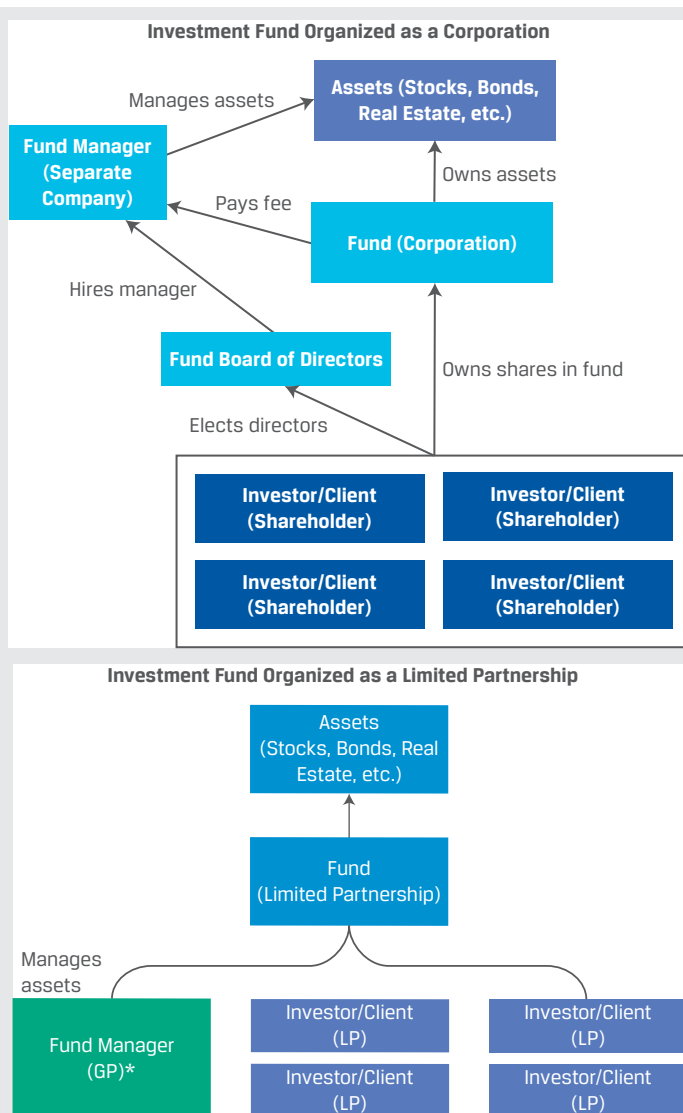 Investment Fund Organized as a Corporation
Manages assets
Assets (Stocks, Bonds,
Real Estate, etc.)
Fund Manager
(Separate
Company)
Owns assets
Pays fee
Fund (Corporation)
Hires manager
Fund Board of Directors
Owns shares in fund
Elects directors
Investor/Client
(Shareholder)
Investor/Client
(Shareholder)
Investor/Client
(Shareholder)
Investor/Client
(Shareholder)
Investment Fund Organized as a Limited Partnership
Assets
(Stocks, Bonds, Real
Estate, etc.)
Fund
(Limited Partnership)
Manages
assets
Fund Manager
(GP)*
Investor/Client
(LP)
Investor/Client
(LP)
Investor/Client
(LP)
Investor/Client
(LP)